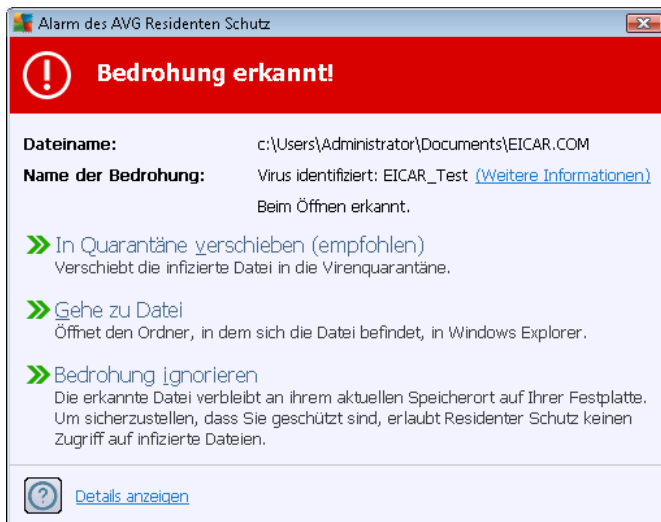 Alarm des AVG Residenten Schutz
Bedrohung erkannt!
Dateiname: c:\Users\Administrator\Documents\EICAR.COM
Name der Bedrohung: Virus identifiziert: EICAR_Test (Weitere Informationen)
Beim Öffnen erkannt.
In Quarantäne verschieben (empfohlen)
Verschiebt die infizierte Datei in die Virenquarantäne.
Gehe zu Datei
Öffnet den Ordner, in dem sich die Datei befindet, in Windows Explorer.
Bedrohung ignorieren
Die erkannte Datei verbleibt an ihrem aktuellen Speicherort auf Ihrer Festplatte.
Um sicherzustellen, dass Sie geschützt sind, erlaubt Residenter Schutz keinen
Zugriff auf infizierte Dateien.
Details anzeigen